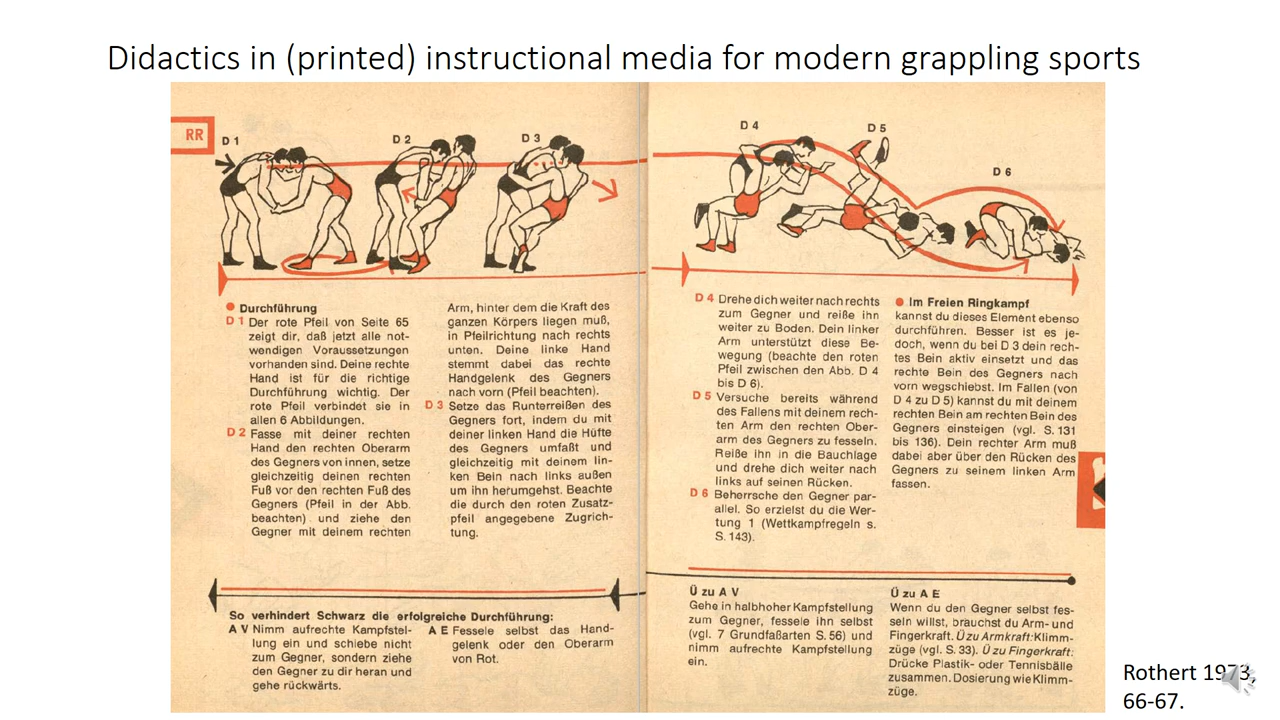 Didactics in (printed) instructional media for modern grappling sports
RR
D 1
D 2
D 3
D 4
D 5
D 6
● Durchführung
D 1 Der rote Pfeil von Seite 65
zeigt dir, daß jetzt alle not-
wendigen Voraussetzungen
vorhanden sind. Deine rechte
Hand ist für die richtige
Durchführung wichtig. Der
rote Pfeil verbindet sie in
allen 6 Abbildungen.
D 2 Fasse mit deiner rechten
Hand den rechten Oberarm
des Gegners von innen, setze
gleichzeitig deinen rechten
Fuß vor den rechten Fuß des
Gegners (Pfeil in der Abb.
beachten) und ziehe den
Gegner mit deinem rechten
Arm, hinter dem die Kraft des
ganzen Körpers liegen muß,
in Pfeilrichtung nach rechts
unten. Deine linke Hand
stemmt dabei das rechte
Handgelenk des Gegners
nach vorn (Pfeil beachten).
D 3 Setze das Runterreißen des
Gegners fort, indem du mit
deiner linken Hand die Hüfte
des Gegners umfaßt und
gleichzeitig mit deinem lin-
ken Bein nach links außen
um ihn herumgehst. Beachte
die durch den roten Zusatz-
pfeil angegebene Zugrich-
tung.
So verhindert Schwarz die erfolgreiche Durchführung:
A V Nimm aufrechte Kampfstel-
lung ein und schiebe nicht
zum Gegner, sondern ziehe
den Gegner zu dir heran und
gehe rückwärts.
A E Fessele selbst das Hand-
gelenk oder den Oberarm
von Rot.
D 4 Drehe dich weiter nach rechts
zum Gegner und reiße ihn
weiter zu Boden. Dein linker
Arm unterstützt diese Be-
wegung (beachte den roten
Pfeil zwischen den Abb. D 4
bis D 6).
D 5 Versuche bereits während
des Fallens mit deinem rech-
ten Arm den rechten Ober-
arm des Gegners zu fesseln.
Reiße ihn in die Bauchlage
und drehe dich weiter nach
links auf seinen Rücken.
D 6 Beherrsche den Gegner par-
allel. So erzielst du die Wer-
tung 1 (Wettkampfregeln s.
S. 143).
● Im Freien Ringkampf
kannst du dieses Element ebenso
durchführen. Besser ist es je-
doch, wenn du bei D 3 dein rech-
tes Bein aktiv einsetzt und das
rechte Bein des Gegners nach
vorn wegschiebst. Im Fallen (von
D 4 zu D 5) kannst du mit deinem
rechten Bein am rechten Bein des
Gegners einsteigen (vgl. S. 131
bis 136). Dein rechter Arm muß
dabei aber über den Rücken des
Gegners zu seinem linken Arm
fassen.
Ü zu A V
Gehe in halbhoher Kampfstellung
zum Gegner, fessele ihn selbst
(vgl. 7 Grundfaßarten S. 56) und
nimm aufrechte Kampfstellung
ein.
Ü zu A E
Wenn du den Gegner selbst fes-
seln willst, brauchst du Arm- und
Fingerkraft. Ü zu Armkraft: Klimm-
züge (vgl. S. 33). Ü zu Fingerkraft:
Drücke Plastik- oder Tennisbälle
zusammen. Dosierung wie Klimm-
züge.
Rothert 1973,
66-67.